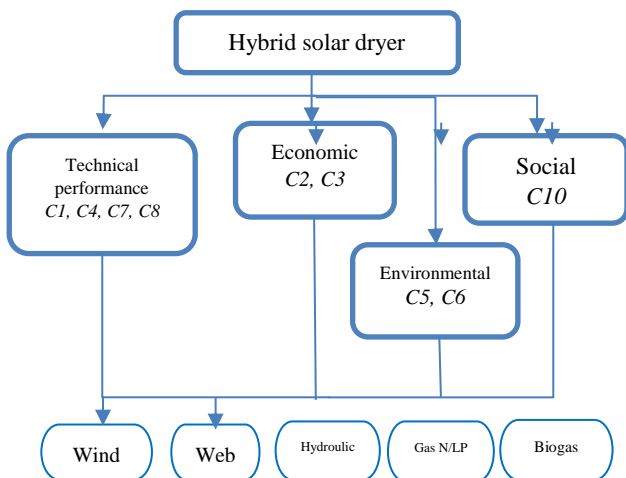 Hybrid solar dryer
Technical
performance
C1, C4, C7, C8
Economic
C2, C3
Social
C10
Environmental
C5, C6
Wind
Web
Hydroulic
Gas N/LP
Biogas